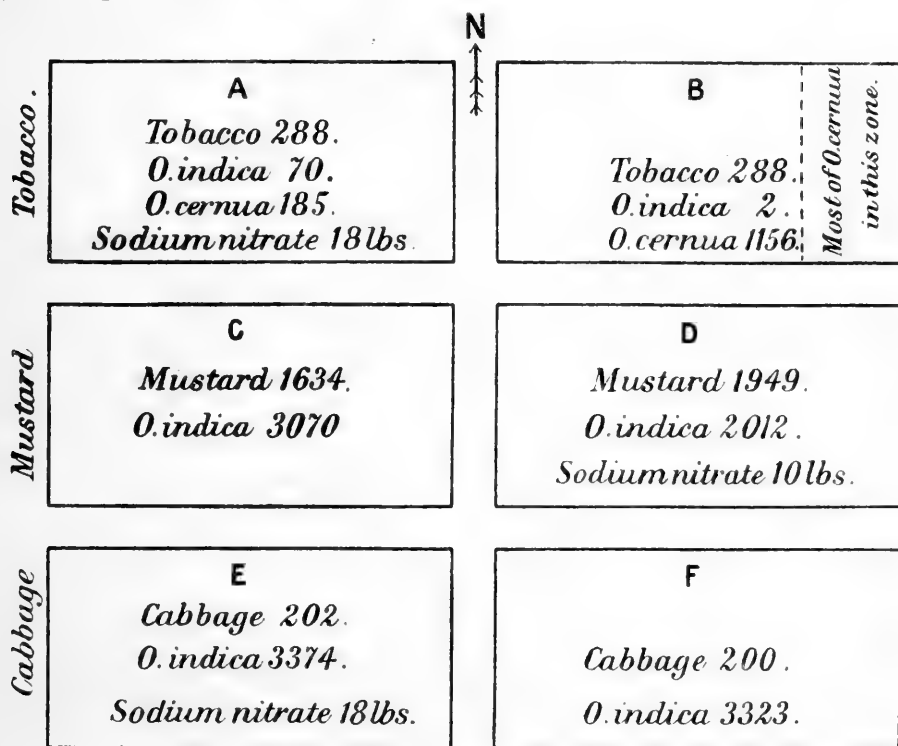 N
Tobacco.
A
Tobacco 288.
O. indica 70.
O. cernua 185.
Sodium nitrate 18 lbs.
B
Tobacco 288.
O. indica 2.
O. cernua 1156.
Most of O. cernua
in this zone.
Mustard
C
Mustard 1634.
O. indica 3070
D
Mustard 1949.
O. indica 2012.
Sodium nitrate 10 lbs.
Cabbage
E
Cabbage 202.
O. indica 3374.
Sodium nitrate 18 lbs.
F
Cabbage 200.
O. indica 3323.